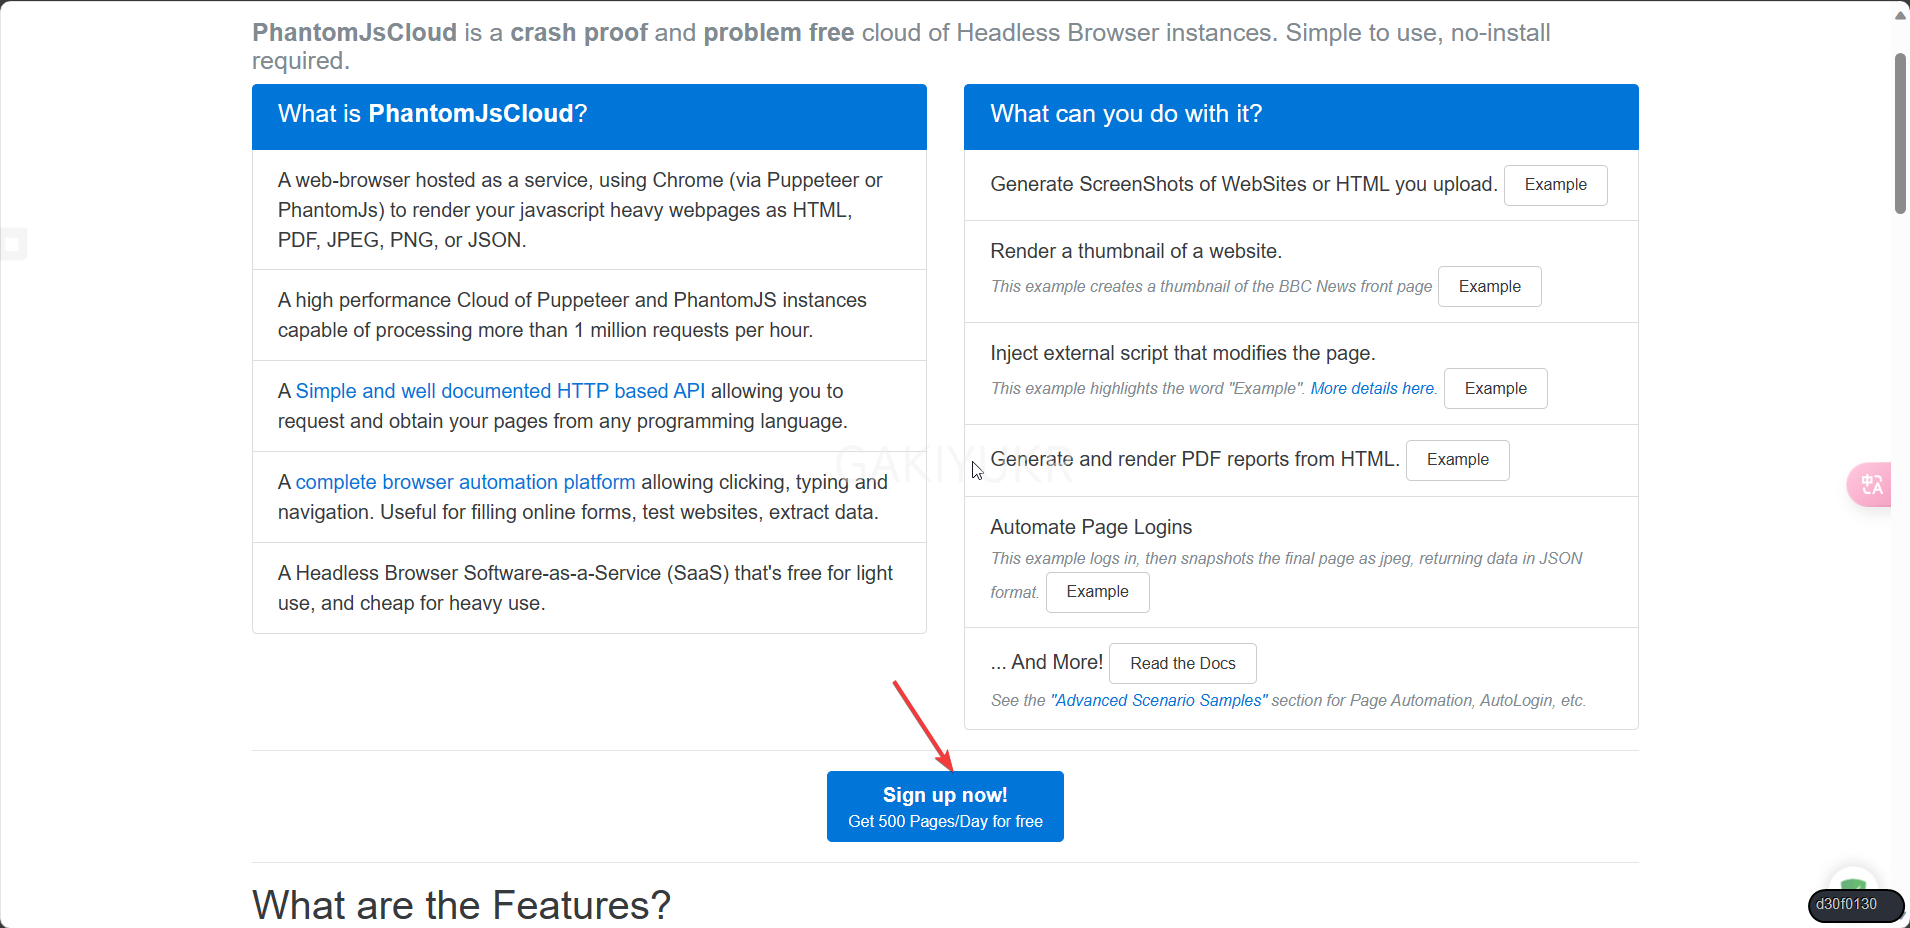 PhantomJsCloud is a crash proof and problem free cloud of Headless Browser instances. Simple to use, no-install
required.
What is PhantomJsCloud?
A web-browser hosted as a service, using Chrome (via Puppeteer or
PhantomJs) to render your javascript heavy webpages as HTML,
PDF, JPEG, PNG, or JSON.
A high performance Cloud of Puppeteer and PhantomJS instances
capable of processing more than 1 million requests per hour.
A Simple and well documented HTTP based API allowing you to
request and obtain your pages from any programming language.
A complete browser automation platform allowing clicking, typing and
navigation. Useful for filling online forms, test websites, extract data.
A Headless Browser Software-as-a-Service (SaaS) that's free for light
use, and cheap for heavy use.
What can you do with it?
Generate ScreenShots of WebSites or HTML you upload. Example
Render a thumbnail of a website.
This example creates a thumbnail of the BBC News front page Example
Inject external script that modifies the page.
This example highlights the word "Example". More details here. Example
Generate and render PDF reports from HTML. Example
Automate Page Logins
This example logs in, then snapshots the final page as jpeg, returning data in JSON
format. Example
... And More! Read the Docs
See the "Advanced Scenario Samples" section for Page Automation, AutoLogin, etc.
GAKIYUKR
Sign up now!
Get 500 Pages/Day for free
What are the Features?
中A
d30f0130